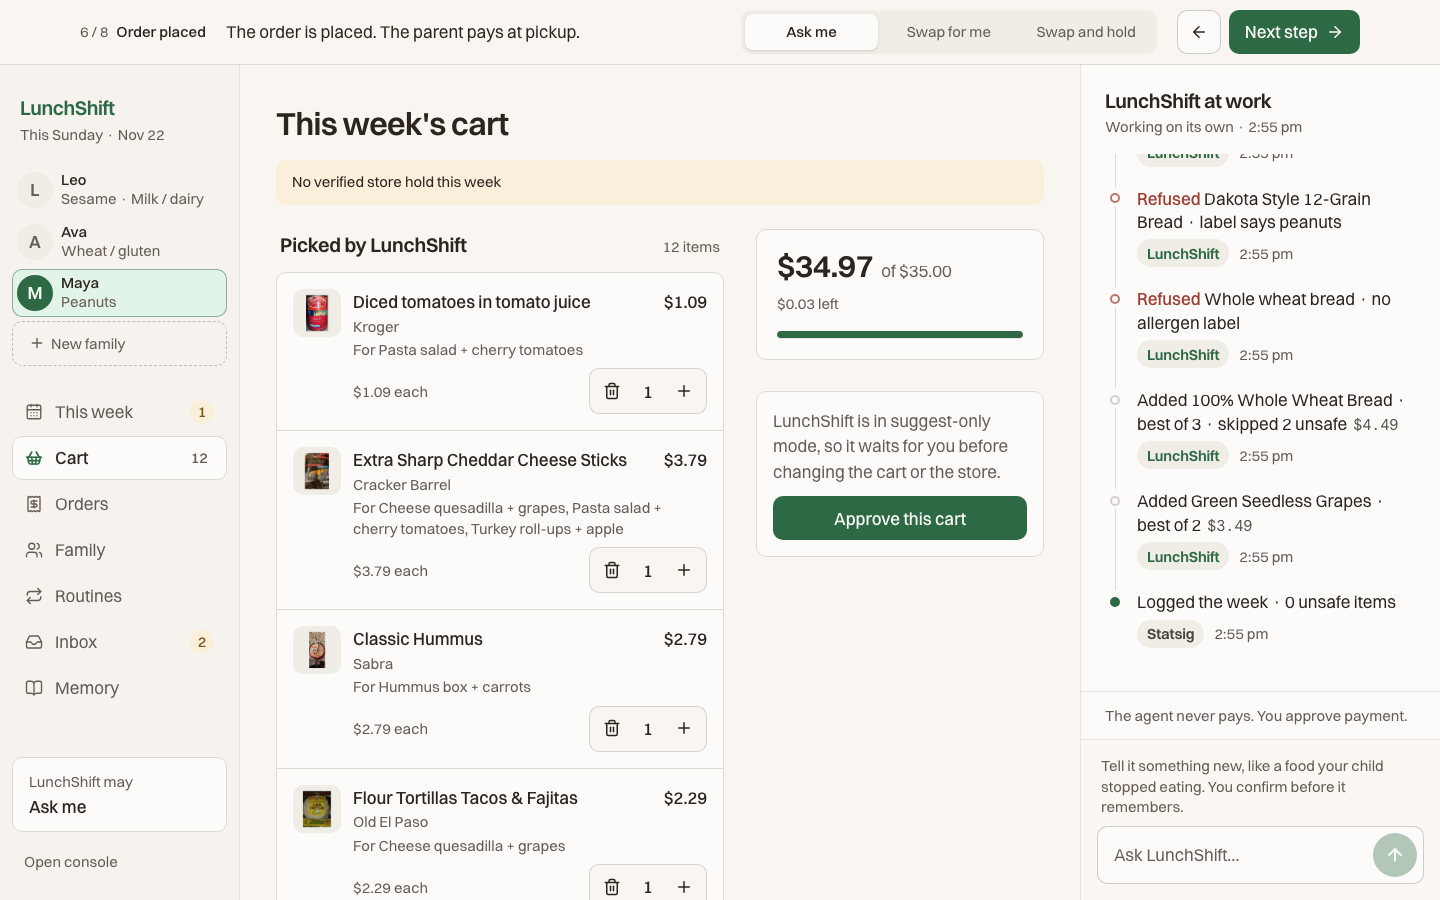 6 / 8 Order placed The order is placed. The parent pays at pickup.
Ask me Swap for me Swap and hold
Next step
LunchShift
This Sunday · Nov 22
L
Leo
Sesame · Milk / dairy
A
Ava
Wheat / gluten
M
Maya
Peanuts
New family
This week 1
Cart 12
Orders
Family
Routines
Inbox 2
Memory
LunchShift may
Ask me
Open console
This week's cart
No verified store hold this week
Picked by LunchShift 12 items
Diced tomatoes in tomato juice $1.09
Kroger
For Pasta salad + cherry tomatoes
$1.09 each 1
Extra Sharp Cheddar Cheese Sticks $3.79
Cracker Barrel
For Cheese quesadilla + grapes, Pasta salad +
cherry tomatoes, Turkey roll-ups + apple
$3.79 each 1
Classic Hummus $2.79
Sabra
For Hummus box + carrots
$2.79 each 1
Flour Tortillas Tacos & Fajitas $2.29
Old El Paso
For Cheese quesadilla + grapes
$2.29 each 1
$34.97 of $35.00
$0.03 left
LunchShift is in suggest-only
mode, so it waits for you before
changing the cart or the store.
Approve this cart
LunchShift at work
Working on its own · 2:55 pm
LunchShift 2:55 pm
Refused Dakota Style 12-Grain
Bread · label says peanuts
LunchShift 2:55 pm
Refused Whole wheat bread · no
allergen label
LunchShift 2:55 pm
Added 100% Whole Wheat Bread ·
best of 3 · skipped 2 unsafe $4.49
LunchShift 2:55 pm
Added Green Seedless Grapes ·
best of 2 $3.49
LunchShift 2:55 pm
Logged the week · 0 unsafe items
Statsig 2:55 pm
The agent never pays. You approve payment.
Tell it something new, like a food your child
stopped eating. You confirm before it
remembers.
Ask LunchShift...